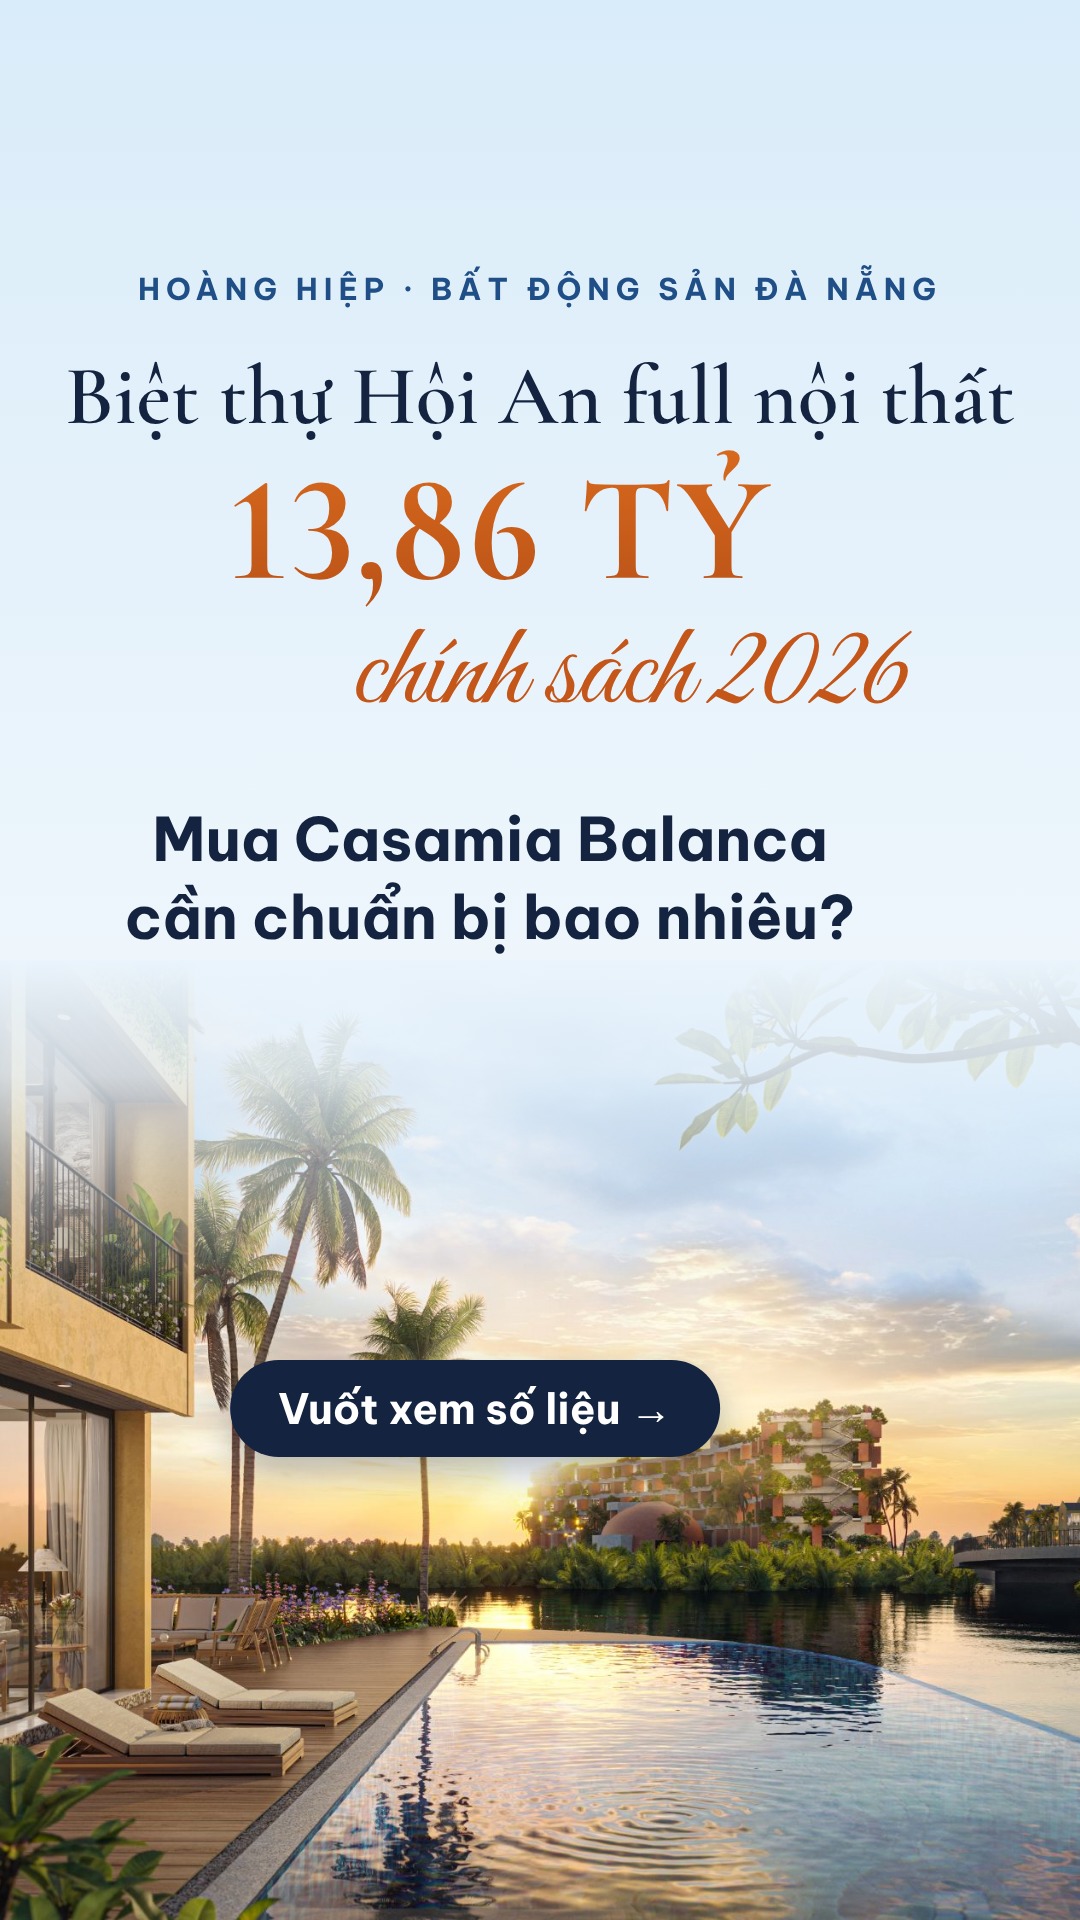 HOÀNG HIỆP · BẤT ĐỘNG SẢN ĐÀ NẴNG
Biệt thự Hội An full nội thất
13,86 TỶ
chính sách 2026
Mua Casamia Balanca
cần chuẩn bị bao nhiêu?
Vuốt xem số liệu →